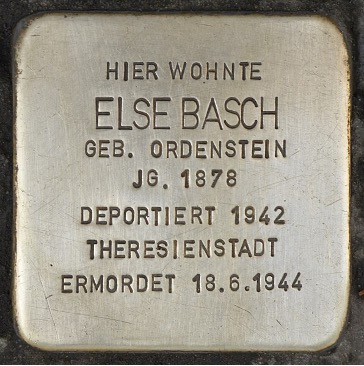 HIER WOHNTE
ELSE BASCH
GEB. ORDENSTEIN
JG. 1878
DEPORTIERT 1942
THERESIENSTADT
ERMORDET 18.6.1944